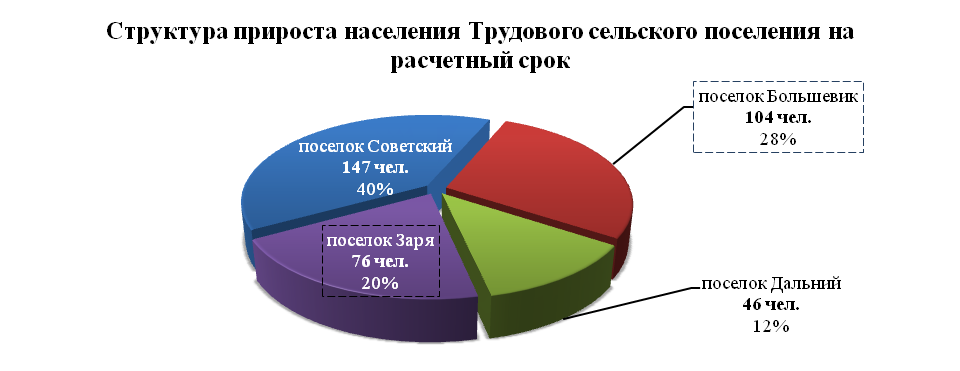 Структура прироста населения Трудового сельского поселения на
расчетный срок
поселок Большевик
104 чел.
28%
поселок Советский
147 чел.
40%
поселок Заря
76 чел.
20%
поселок Дальний
46 чел.
12%